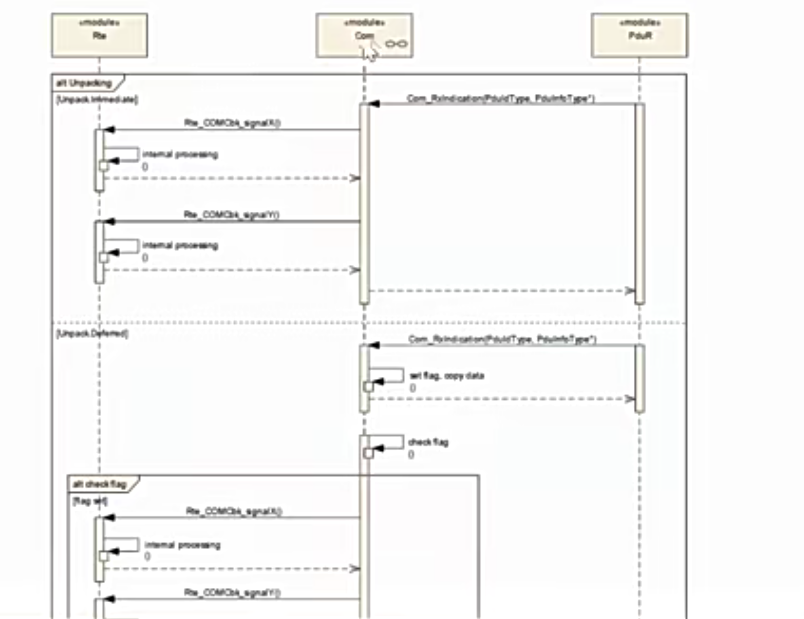 «module»
Rte
«module»
Com
«module»
PduR
alt Unpacking
[Unpack.Immediate]
Com_RxIndication(PduIdType, PduInfoType*)
Rte_COMCbk_signalX()
internal processing
()
Rte_COMCbk_signalY()
internal processing
()
[Unpack.Deferred]
Com_RxIndication(PduIdType, PduInfoType*)
set flag, copy data
()
check flag
()
alt check flag
[flag set]
Rte_COMCbk_signalX()
internal processing
()
Rte_COMCbk_signalY()